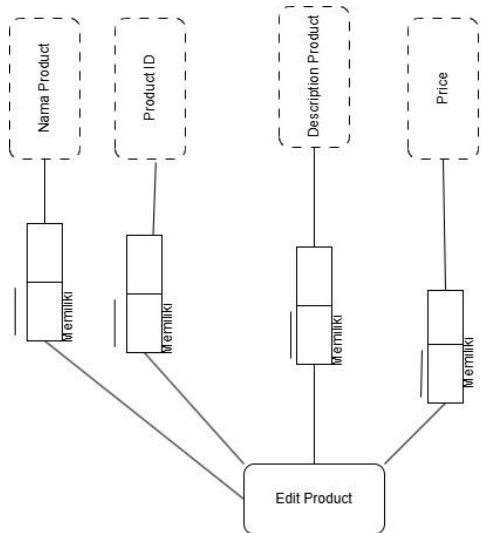 Nama Product
Product ID
Description Product
Price
Memiliki
Memiliki
Memiliki
Memiliki
Edit Product